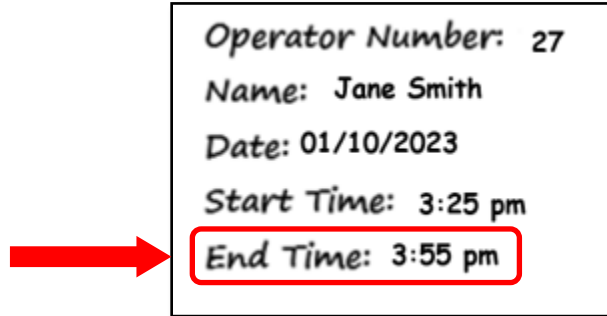 Operator Number: 27
Name: Jane Smith
Date: 01/10/2023
Start Time: 3:25 pm
End Time: 3:55 pm